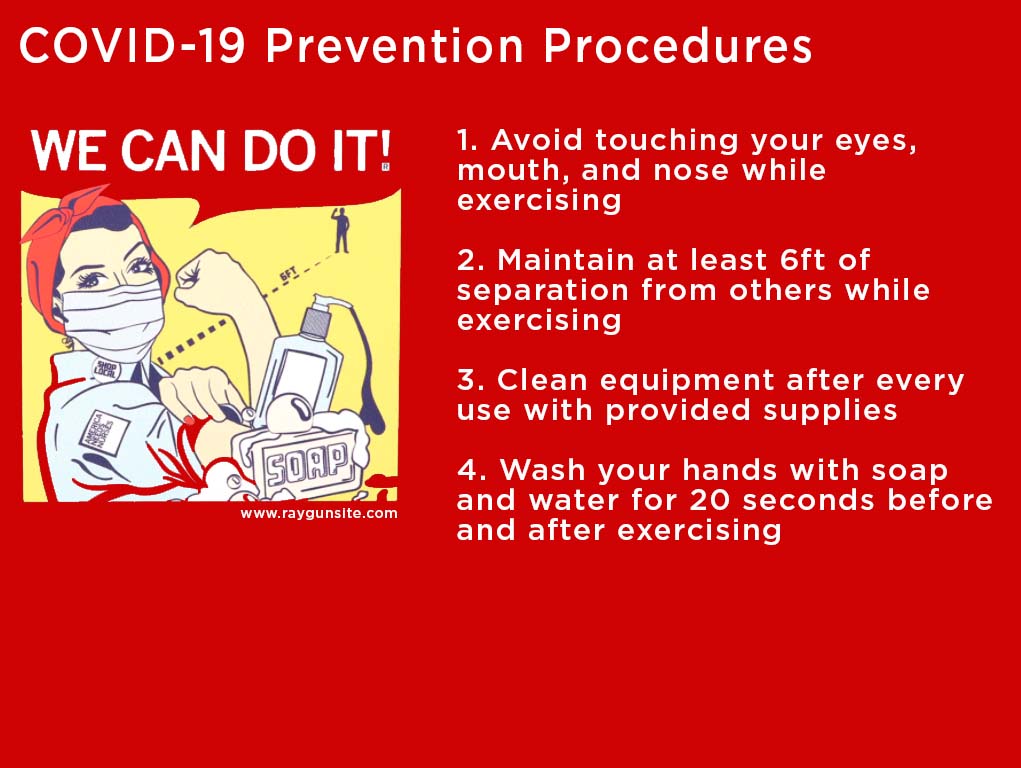 COVID-19 Prevention Procedures
WE CAN DO IT!
6FT
SHOP
LOCAL
AMERICA
NEEDS
NURSES
SOAP
www.raygunsite.com
1. Avoid touching your eyes,
mouth, and nose while
exercising
2. Maintain at least 6ft of
separation from others while
exercising
3. Clean equipment after every
use with provided supplies
4. Wash your hands with soap
and water for 20 seconds before
and after exercising